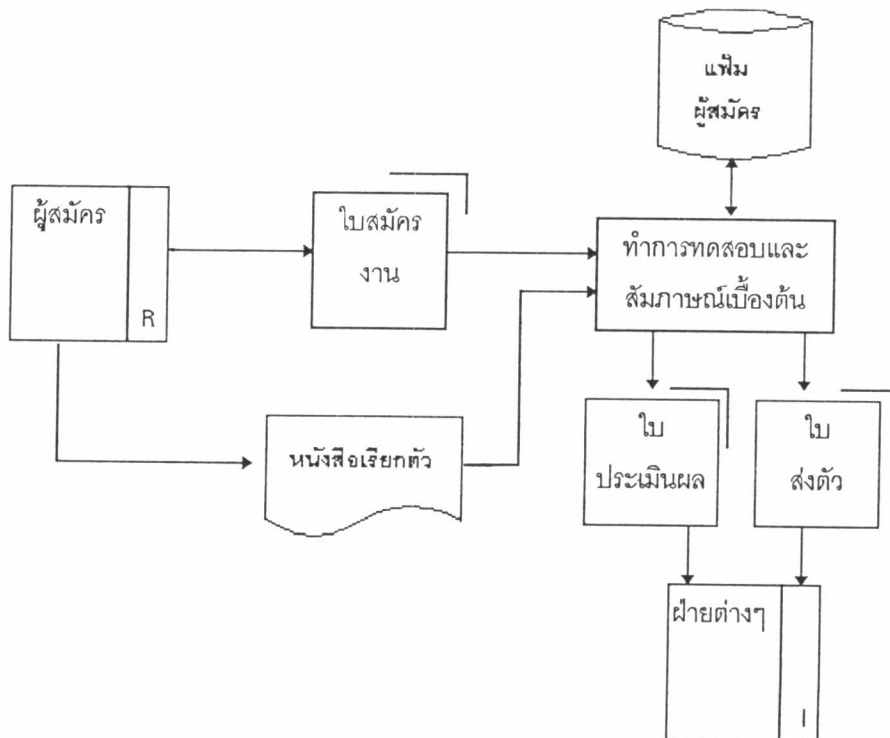 แฟ้ม
ผู้สมัคร
ผู้สมัคร
R
ใบสมัคร
งาน
ทำการทดสอบและ
สัมภาษณ์เบื้องต้น
หนังสือเรียกตัว
ใบ
ประเมินผล
ใบ
ส่งตัว
ฝ่ายต่างๆ
I